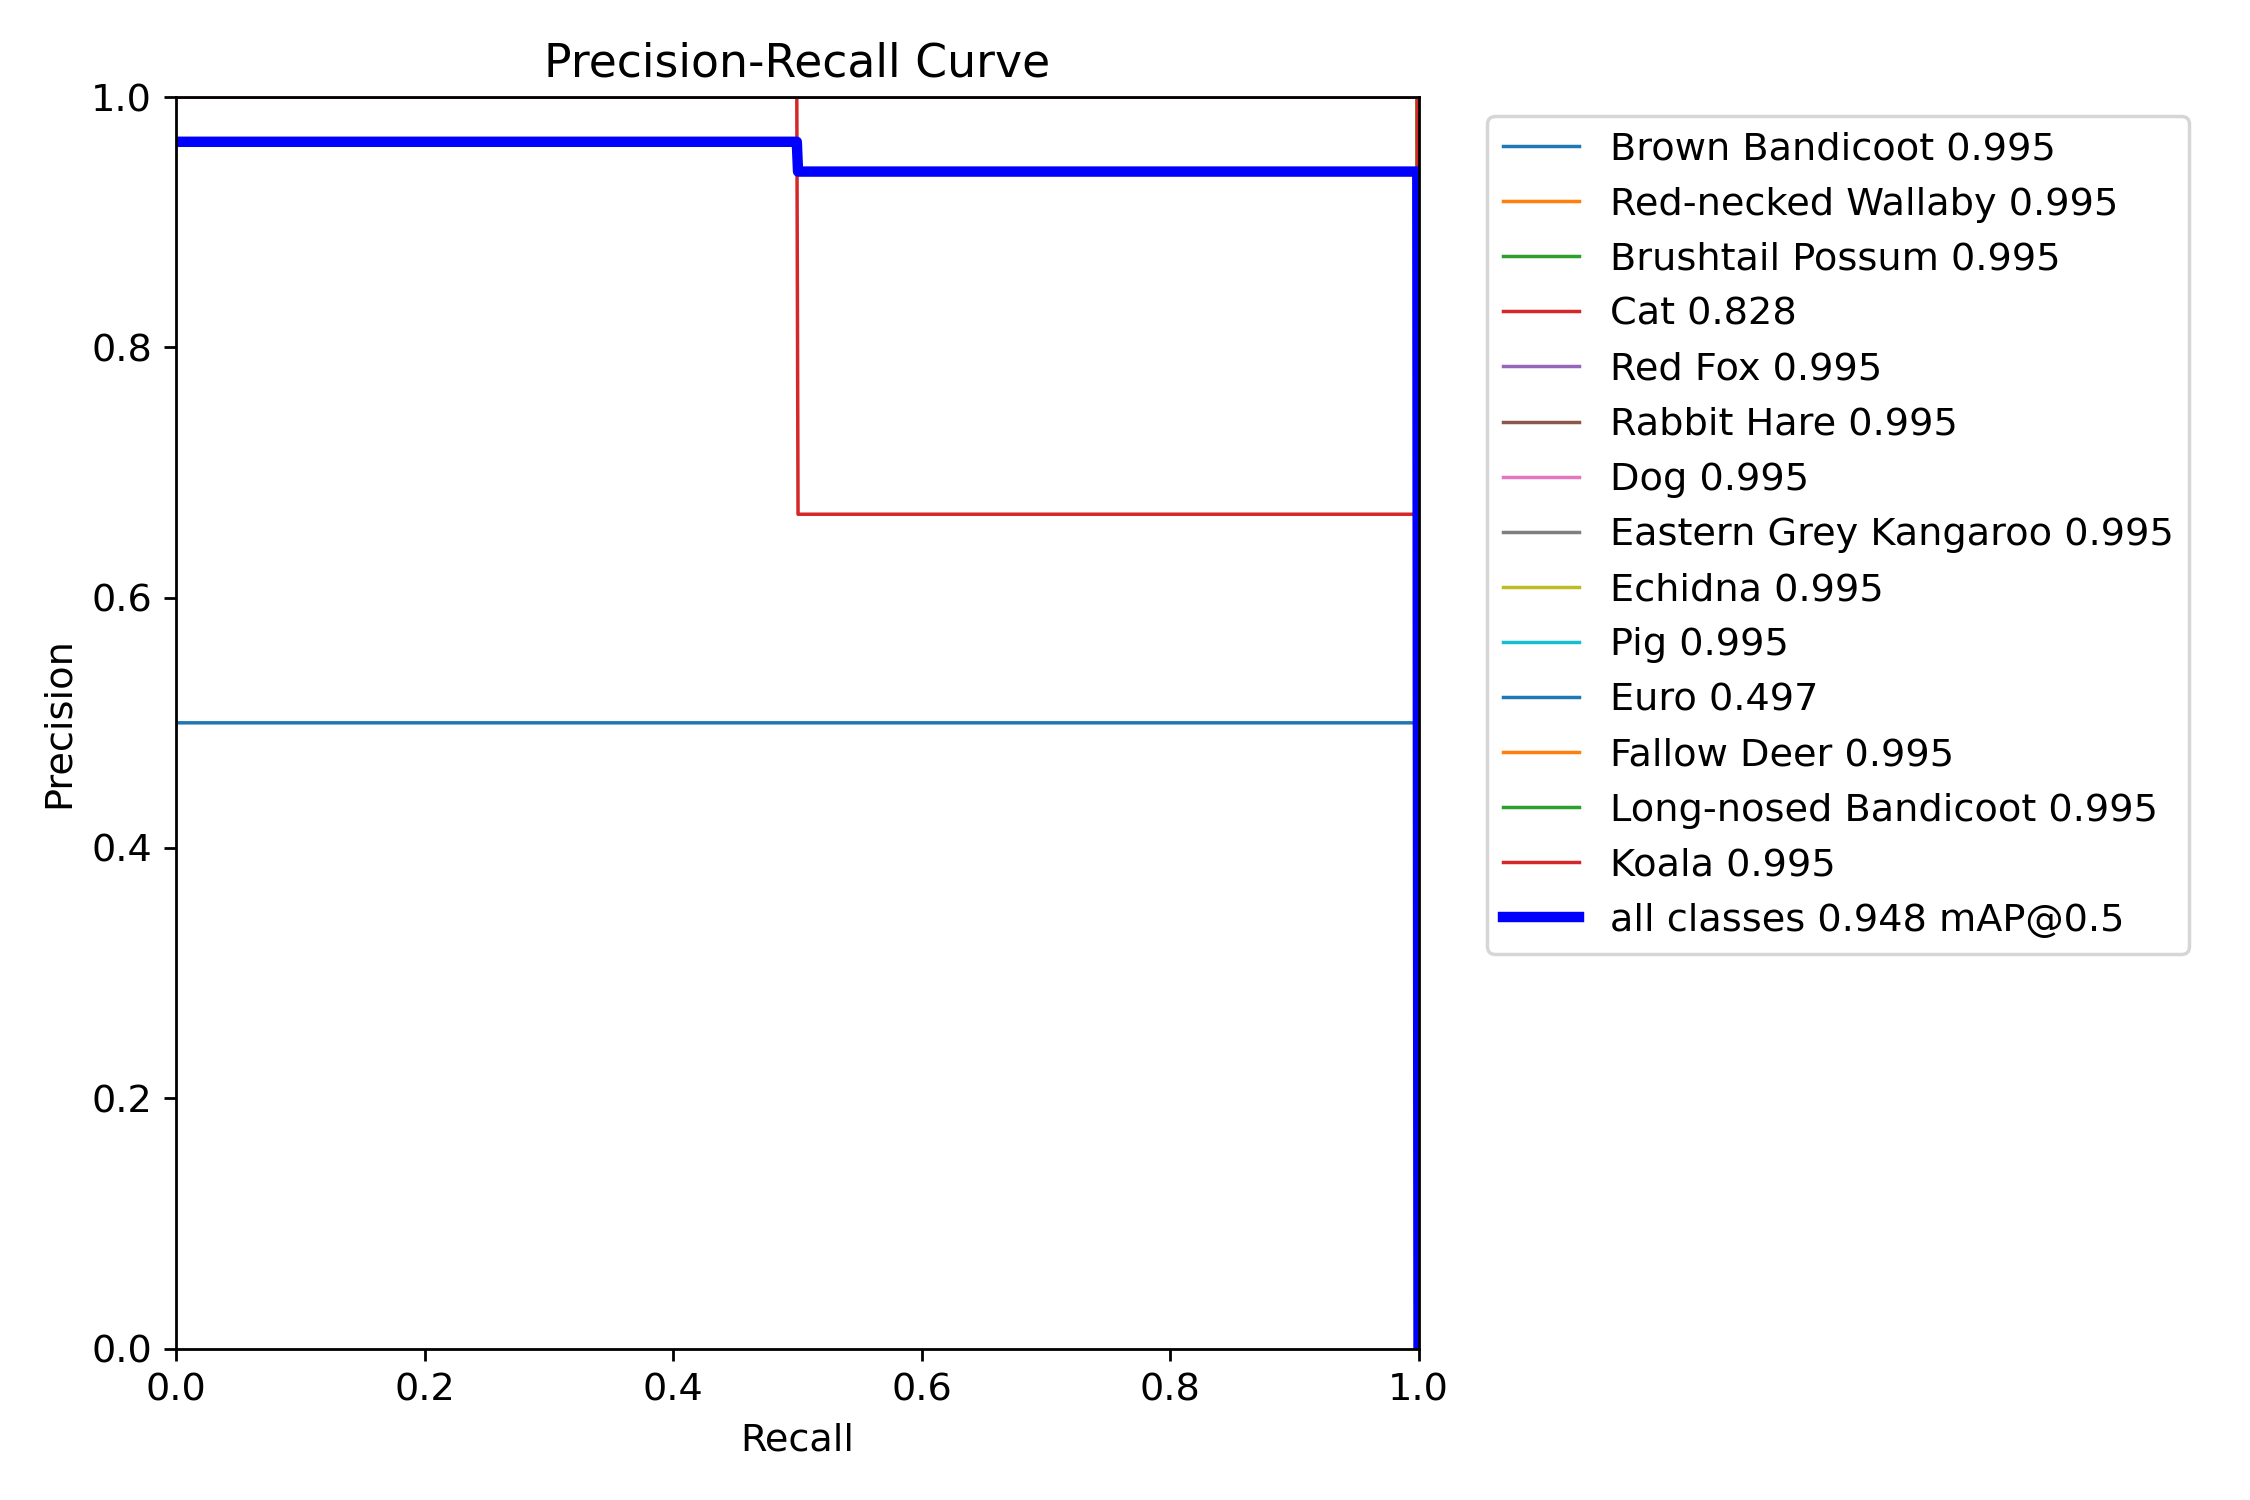 Precision-Recall Curve
1.0
0.8
0.6
0.4
0.2
0.0
Precision
0.0 0.2 0.4 0.6 0.8 1.0
Recall
Brown Bandicoot 0.995
Red-necked Wallaby 0.995
Brushtail Possum 0.995
Cat 0.828
Red Fox 0.995
Rabbit Hare 0.995
Dog 0.995
Eastern Grey Kangaroo 0.995
Echidna 0.995
Pig 0.995
Euro 0.497
Fallow Deer 0.995
Long-nosed Bandicoot 0.995
Koala 0.995
all classes 0.948 mAP@0.5